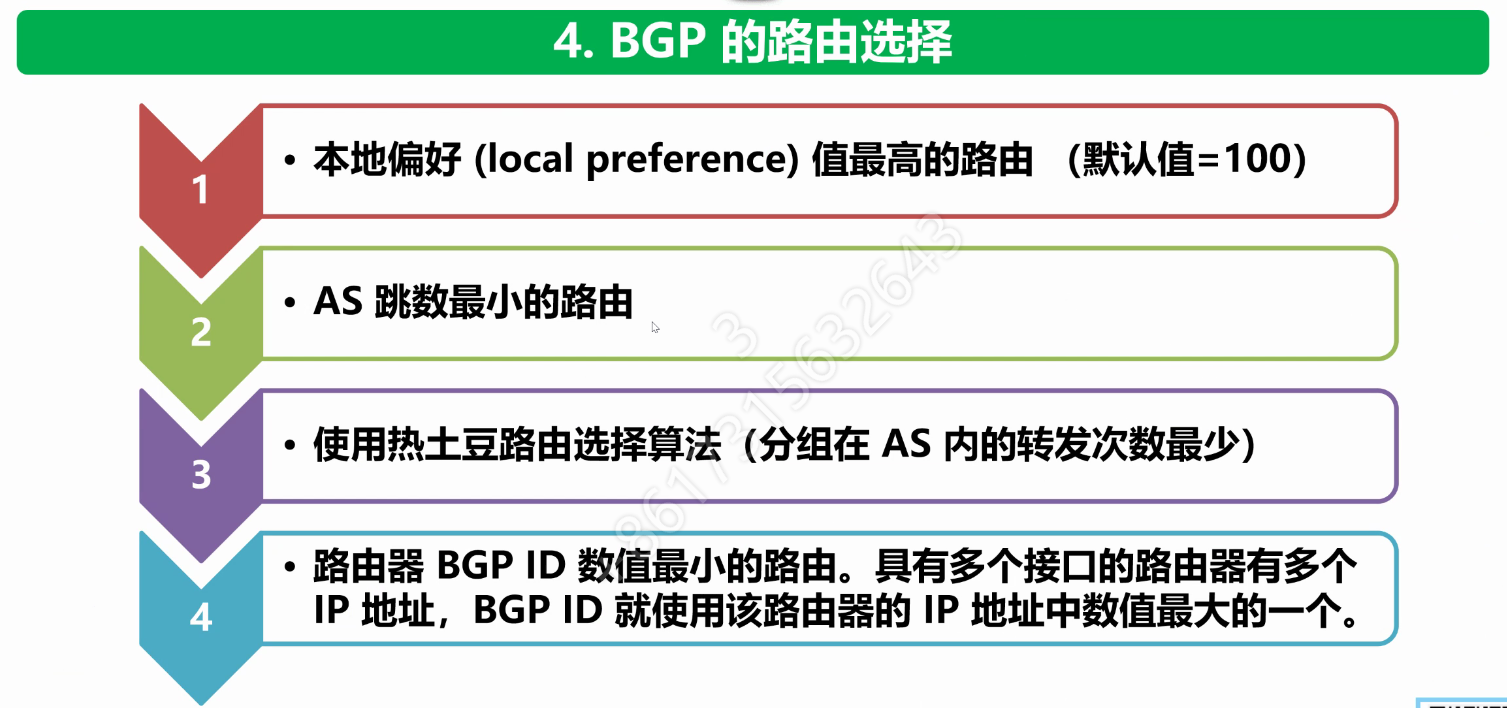 4. BGP 的路由选择
1
• 本地偏好 (local preference) 值最高的路由 （默认值=100）
2
• AS 跳数最小的路由
3
• 使用热土豆路由选择算法（分组在 AS 内的转发次数最少）
4
• 路由器 BGP ID 数值最小的路由。具有多个接口的路由器有多个
IP 地址，BGP ID 就使用该路由器的 IP 地址中数值最大的一个。
3
8617315632643